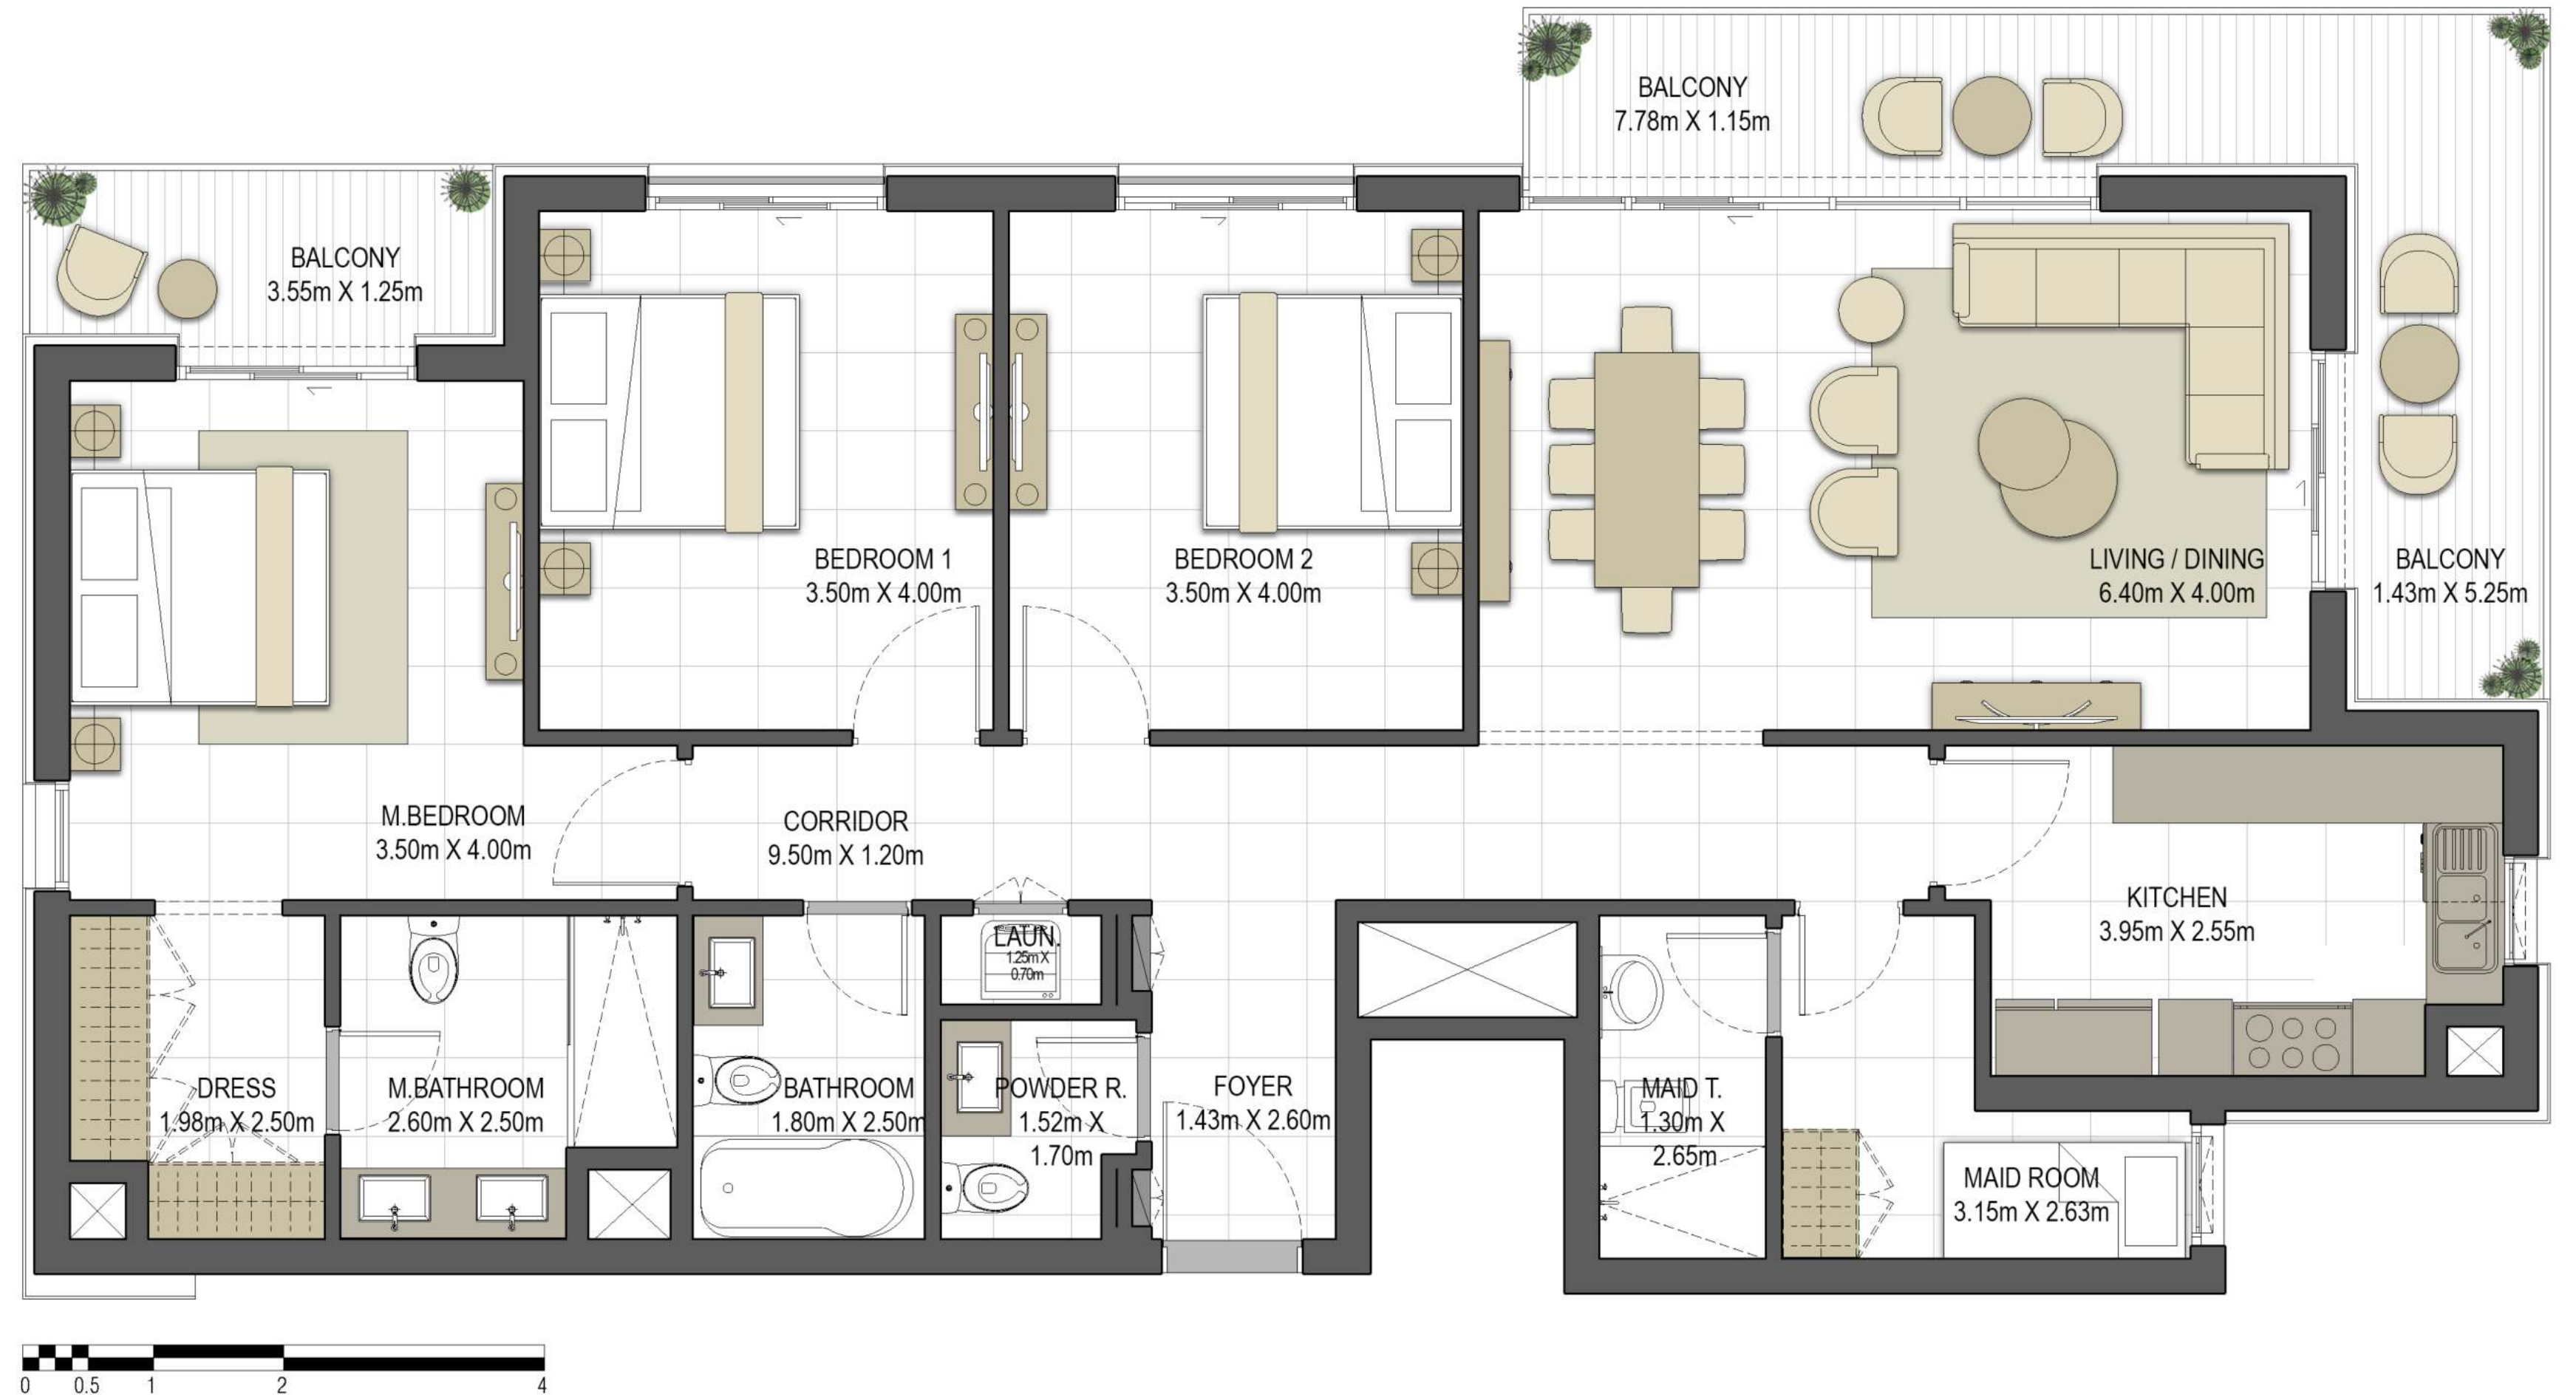 BALCONY
7.78m X 1.15m
BALCONY
3.55m X 1.25m
BEDROOM 1
3.50m X 4.00m
BEDROOM 2
3.50m X 4.00m
LIVING / DINING
6.40m X 4.00m
BALCONY
1.43m X 5.25m
M.BEDROOM
3.50m X 4.00m
CORRIDOR
9.50m X 1.20m
KITCHEN
3.95m X 2.55m
LAUN.
1.25m X
0.70m
DRESS
1.98m X 2.50m
M.BATHROOM
2.60m X 2.50m
BATHROOM
1.80m X 2.50m
POWDER R.
1.52m X
1.70m
FOYER
1.43m X 2.60m
MAID T.
1.30m X
2.65m
MAID ROOM
3.15m X 2.63m
0 0.5 1 2 4